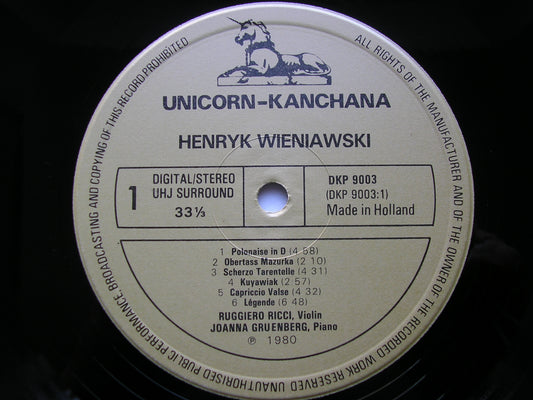 UNICORN-KANCHANA
HENRYK WIENIAWSKI
1
DIGITAL/STEREO
UHJ SURROUND
33⅓
DKP 9003
(DKP 9003:1)
Made in Holland
1 Polonaise in D (4 58)
2 Obertass Mazurka (2 10)
3 Scherzo Tarentelle (4 31)
4 Kuyawiak (2 57)
5 Capriccio Valse (4 32)
6 Légende (6 48)
RUGGIERO RICCI, Violin
JOANNA GRUENBERG, Piano
℗ 1980
ALL RIGHTS OF THE MANUFACTURER AND OF THE OWNER OF THE RECORDED WORK RESERVED UNAUTHORISED PUBLIC PERFORMANCE, BROADCASTING AND COPYING OF THIS RECORD PROHIBITED